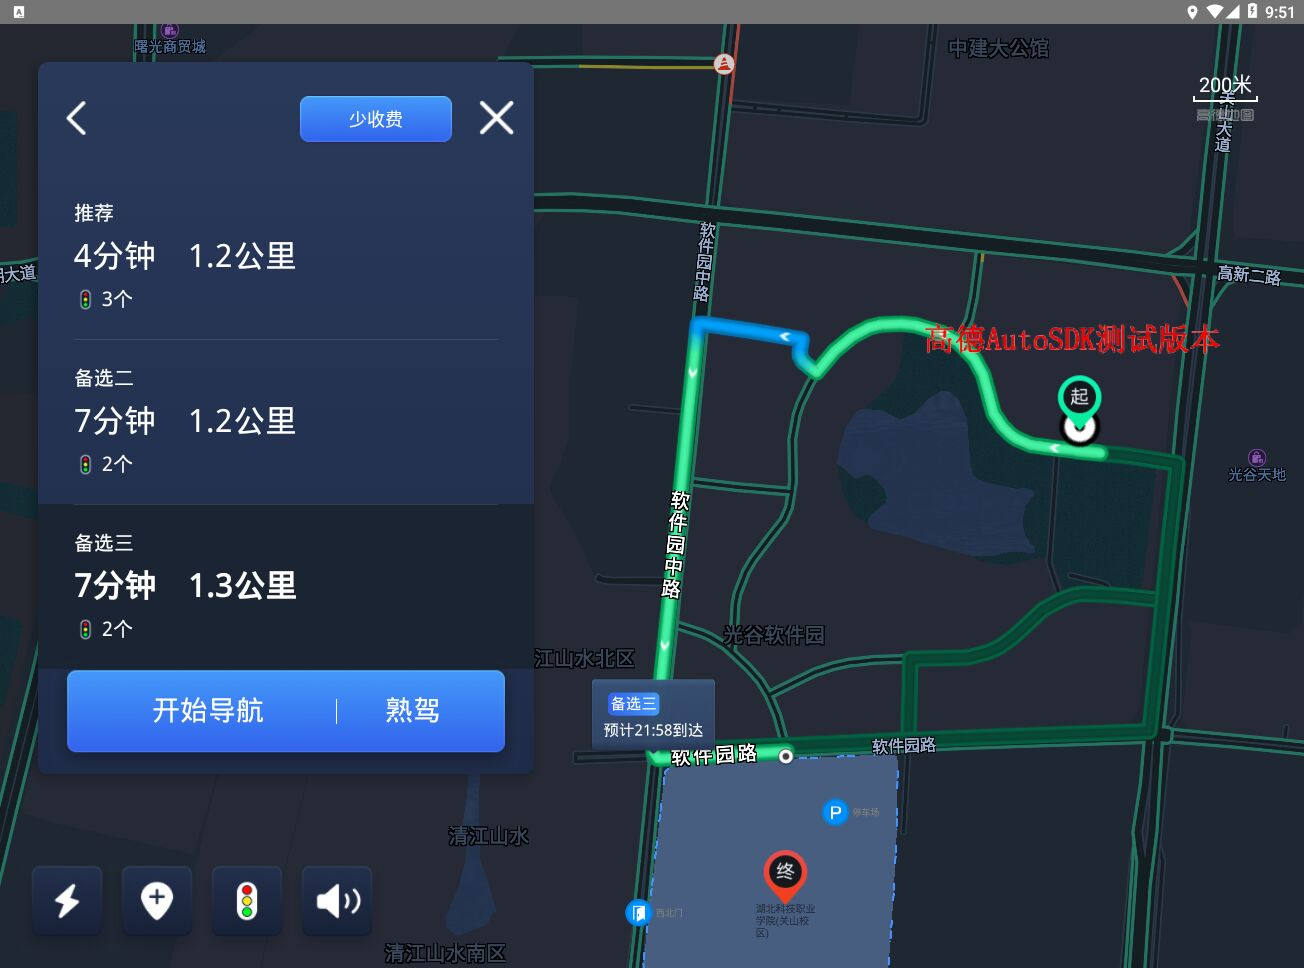 A
9:51
曙光商贸城
中建大公馆
200米
高德地图
关山大道
少收费
推荐
4分钟 1.2公里
3个
备选二
7分钟 1.2公里
2个
备选三
7分钟 1.3公里
2个
开始导航 熟驾
大道
软件园中路
高新二路
高德AutoSDK测试版本
起
光谷天地
软件园中路
光谷软件园
江山水北区
备选三
预计21:58到达
软件园路
软件园路
P 停车场
清江山水
终
湖北科技职业
学院(关山校
区)
西北门
清江山水南区